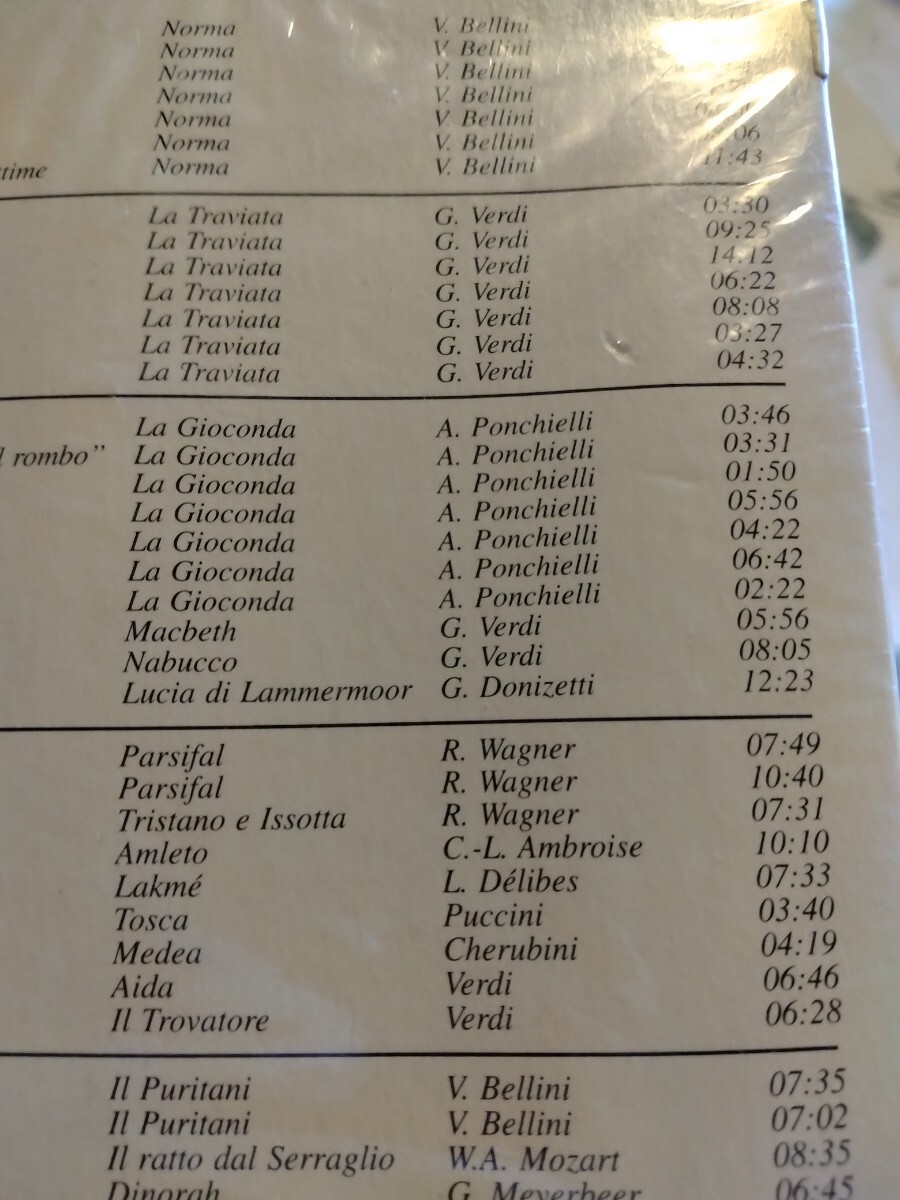 Norma V. Bellini
Norma V. Bellini
Norma V. Bellini
Norma V. Bellini
Norma V. Bellini
Norma V. Bellini
Norma V. Bellini 11:43
La Traviata G. Verdi 03:30
La Traviata G. Verdi 09:25
La Traviata G. Verdi 14:12
La Traviata G. Verdi 06:22
La Traviata G. Verdi 08:08
La Traviata G. Verdi 03:27
La Traviata G. Verdi 04:32
La Gioconda A. Ponchielli 03:46
rombo” La Gioconda A. Ponchielli 03:31
La Gioconda A. Ponchielli 01:50
La Gioconda A. Ponchielli 05:56
La Gioconda A. Ponchielli 04:22
La Gioconda A. Ponchielli 06:42
La Gioconda A. Ponchielli 02:22
Macbeth G. Verdi 05:56
Nabucco G. Verdi 08:05
Lucia di Lammermoor G. Donizetti 12:23
Parsifal R. Wagner 07:49
Parsifal R. Wagner 10:40
Tristano e Issotta R. Wagner 07:31
Amleto C.-L. Ambroise 10:10
Lakmé L. Délibes 07:33
Tosca Puccini 03:40
Medea Cherubini 04:19
Aida Verdi 06:46
Il Trovatore Verdi 06:28
Il Puritani V. Bellini 07:35
Il Puritani V. Bellini 07:02
Il ratto dal Serraglio W.A. Mozart 08:35
Dinorah G. Meyerbeer 06:45